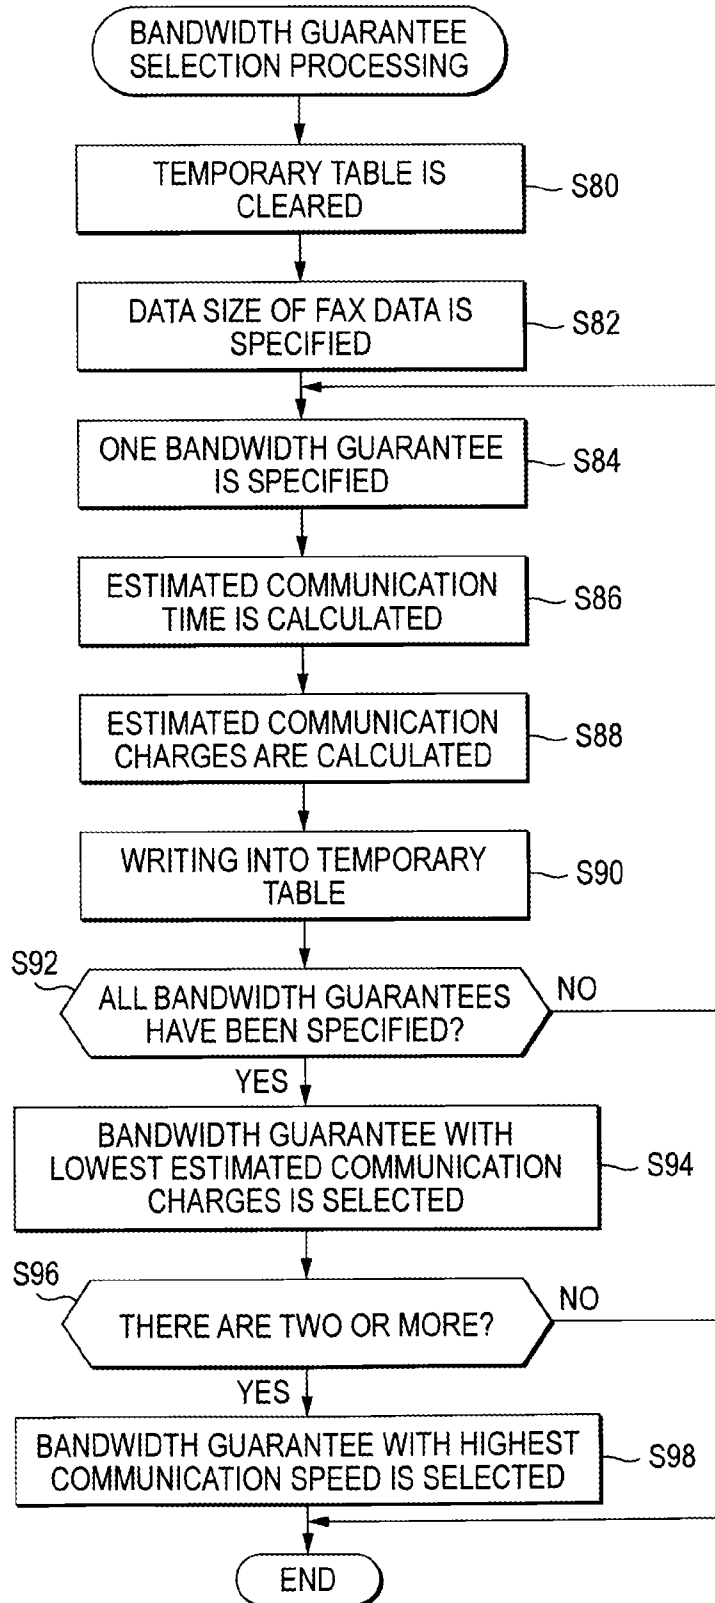 BANDWIDTH GUARANTEE
SELECTION PROCESSING
TEMPORARY TABLE IS
CLEARED
S80
DATA SIZE OF FAX DATA IS
SPECIFIED
S82
ONE BANDWIDTH GUARANTEE
IS SPECIFIED
S84
ESTIMATED COMMUNICATION
TIME IS CALCULATED
S86
ESTIMATED COMMUNICATION
CHARGES ARE CALCULATED
S88
WRITING INTO TEMPORARY
TABLE
S90
S92
ALL BANDWIDTH GUARANTEES
HAVE BEEN SPECIFIED?
NO
YES
BANDWIDTH GUARANTEE WITH
LOWEST ESTIMATED COMMUNICATION
CHARGES IS SELECTED
S94
S96
THERE ARE TWO OR MORE?
NO
YES
BANDWIDTH GUARANTEE WITH HIGHEST
COMMUNICATION SPEED IS SELECTED
S98
END